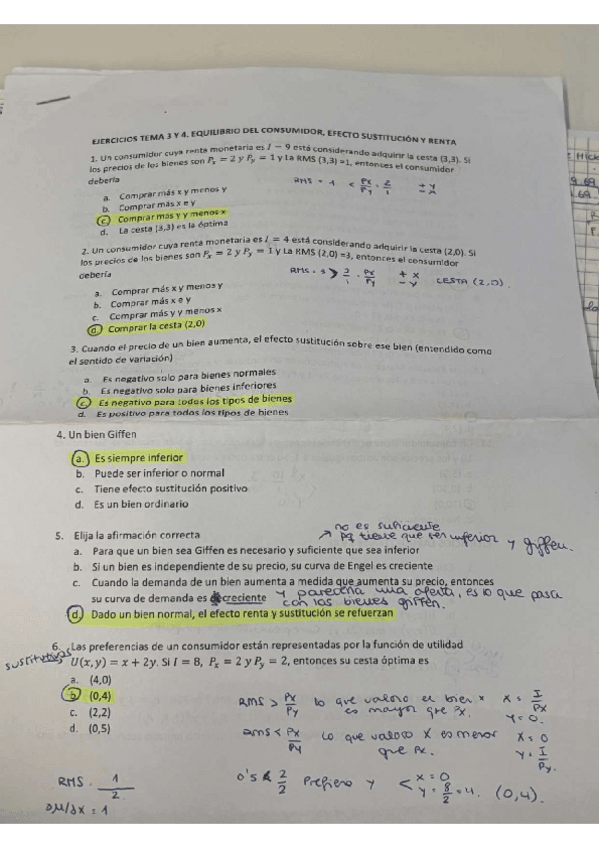 EJERCICIOS TEMA 3 Y 4. EQUILIBRIO DEL CONSUMIDOR, EFECTO SUSTITUCIÓN Y RENTA
1. Un consumidor cuya renta monetaria es I = 9 está considerando adquirir la cesta (3,3). Si
los precios de los bienes son Px = 2 y Py = 1 y La RMS (3,3) =1, entonces el consumidor
debería
RMS = 1 < Px/Py = 2/1 + y - x
a. Comprar más x y menos y
b. Comprar más x e y
c. Comprar mas y y menos x
d. La cesta (3,3) es la óptima
2. Un consumidor cuya renta monetaria es I = 4 está considerando adquirir la cesta (2,0). Si
los precios de los bienes son Px = 2 y Py = 1 y La RMS (2,0) =3, entonces el consumidor
debería
RMS = 3 > 2/1 = Px/Py + x - y CESTA (2,0).
a. Comprar más x y menos y
b. Comprar más x e y
c. Comprar más y y menos x
d. Comprar la cesta (2,0)
3. Cuando el precio de un bien aumenta, el efecto sustitución sobre ese bien (entendido como
el sentido de variación)
a. Es negativo solo para bienes normales
b. Es negativo solo para bienes inferiores
c. Es negativo para todos los tipos de bienes
d. Es positivo para todos los tipos de bienes
4. Un bien Giffen
a. Es siempre inferior
b. Puede ser inferior o normal
c. Tiene efecto sustitución positivo
d. Es un bien ordinario
no es suficiente
5. Elija la afirmación correcta
pq tiene que ser inferior y giffen.
a. Para que un bien sea Giffen es necesario y suficiente que sea inferior
b. Si un bien es independiente de su precio, su curva de Engel es creciente
c. Cuando la demanda de un bien aumenta a medida que aumenta su precio, entonces
su curva de demanda es creciente y parecería una oferta, es lo que pasa
con los bienes giffen.
d. Dado un bien normal, el efecto renta y sustitución se refuerzan
6. Las preferencias de un consumidor están representadas por la función de utilidad
sustitutivos
U(x,y) = x + 2y. Si I = 8, Px = 2 y Py = 2, entonces su cesta óptima es
a. (4,0)
b. (0,4)
c. (2,2)
d. (0,5)
RMS > Px/Py lo que valoro el bien x es mayor que Px. x = I/Px y = 0.
RMS < Px/Py lo que valoro x es menor que Px. x = 0 y = I/Py.
RMS = 1/2
0'5 < 2/2 Prefiero y < x = 0 y = 8/2 = 4. (0,4).
∂U/∂x = 1